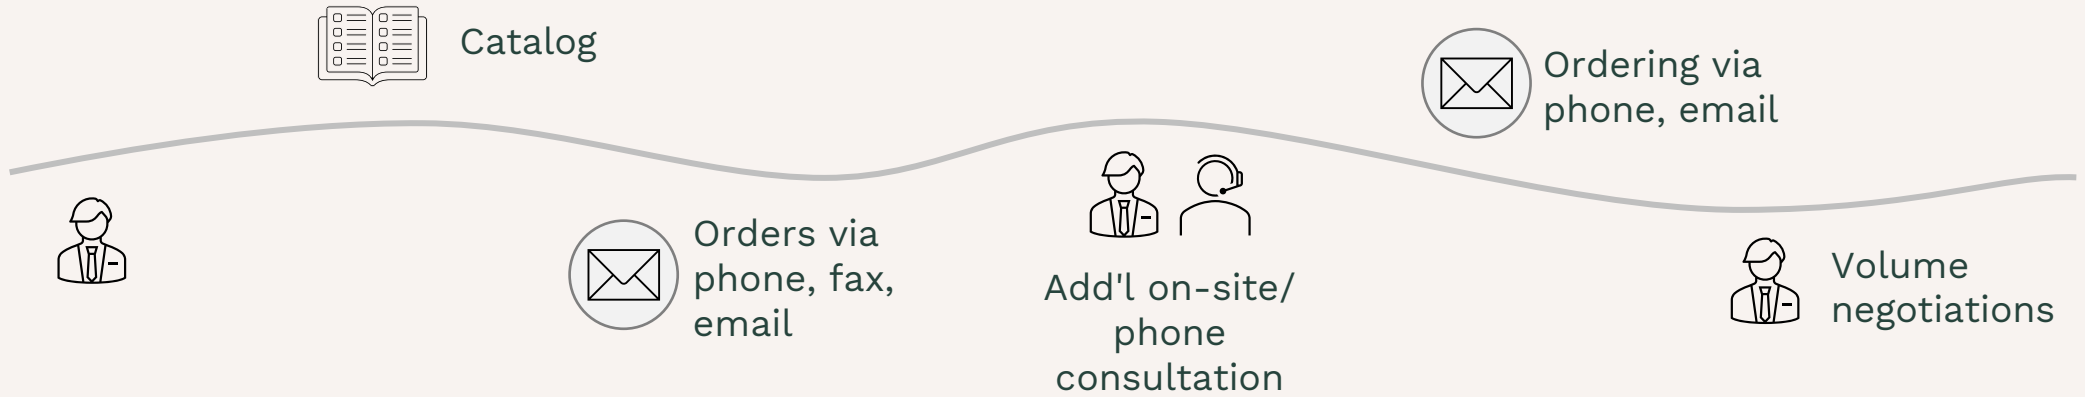 Catalog
Orders via
phone, fax,
email
Add'l on-site/
phone
consultation
Ordering via
phone, email
Volume
negotiations